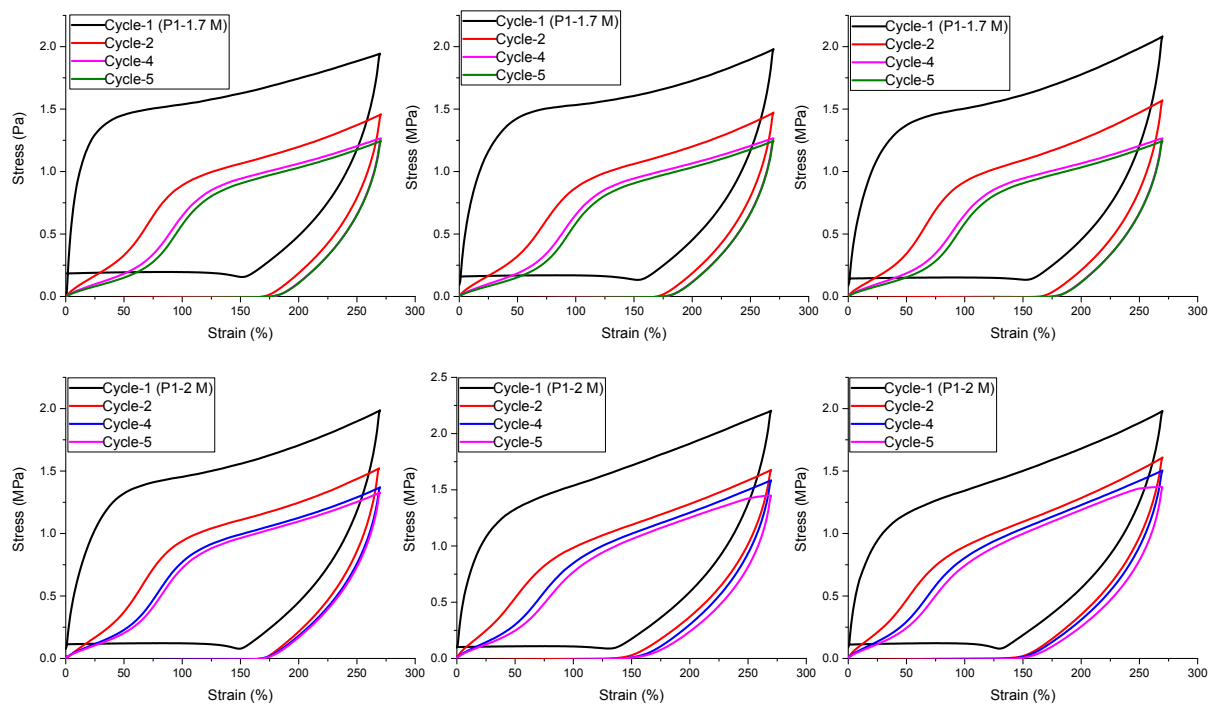 Cycle-1 (P1-1.7 M)
Cycle-2
Cycle-4
Cycle-5
Stress (Pa)
2.0
1.5
1.0
0.5
0.0
0
50
100
150
200
250
300
Strain (%)
Cycle-1 (P1-1.7 M)
Cycle-2
Cycle-4
Cycle-5
Stress (MPa)
2.0
1.5
1.0
0.5
0.0
0
50
100
150
200
250
300
Strain (%)
Cycle-1 (P1-1.7 M)
Cycle-2
Cycle-4
Cycle-5
Stress (MPa)
2.0
1.5
1.0
0.5
0.0
0
50
100
150
200
250
300
Strain (%)
Cycle-1 (P1-2 M)
Cycle-2
Cycle-4
Cycle-5
Stress (MPa)
2.0
1.5
1.0
0.5
0.0
0
50
100
150
200
250
300
Strain (%)
Cycle-1 (P1-2 M)
Cycle-2
Cycle-4
Cycle-5
Stress (MPa)
2.5
2.0
1.5
1.0
0.5
0.0
0
50
100
150
200
250
300
Strain (%)
Cycle-1 (P1-2 M)
Cycle-2
Cycle-4
Cycle-5
Stress (MPa)
2.0
1.5
1.0
0.5
0.0
0
50
100
150
200
250
300
Strain (%)